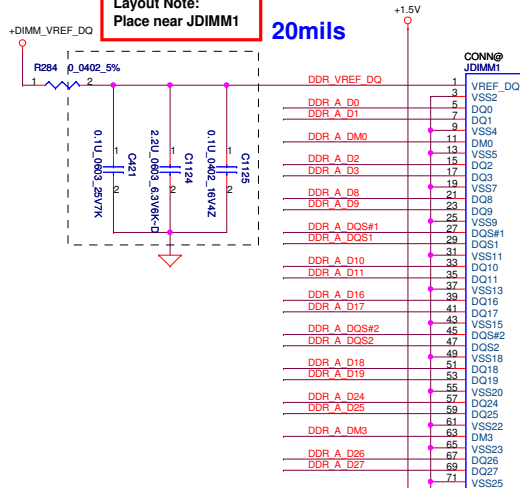 Layout Note:
Place near JDIMM1
20mils
+1.5V
+DIMM_VREF_DQ
R284 0_0402_5%
1 2
CONN@
JDIMM1
DDR_VREF_DQ 1 VREF_DQ
3 VSS2
DDR_A_D0 5 DQ0
DDR_A_D1 7 DQ1
9 VSS4
DDR_A_DM0 11 DM0
13 VSS5
DDR_A_D2 15 DQ2
DDR_A_D3 17 DQ3
19 VSS7
DDR_A_D8 21 DQ8
DDR_A_D9 23 DQ9
25 VSS9
DDR_A_DQS#1 27 DQS#1
DDR_A_DQS1 29 DQS1
31 VSS11
DDR_A_D10 33 DQ10
DDR_A_D11 35 DQ11
37 VSS13
DDR_A_D16 39 DQ16
DDR_A_D17 41 DQ17
43 VSS15
DDR_A_DQS#2 45 DQS#2
DDR_A_DQS2 47 DQS2
49 VSS18
DDR_A_D18 51 DQ18
DDR_A_D19 53 DQ19
55 VSS20
DDR_A_D24 57 DQ24
DDR_A_D25 59 DQ25
61 VSS22
DDR_A_DM3 63 DM3
65 VSS23
DDR_A_D26 67 DQ26
DDR_A_D27 69 DQ27
71 VSS25
0.1U_0603_25V7K
1 2
C421
2.2U_0603_6.3V6K~D
1 2
C1124
0.1U_0402_16V4Z
1 2
C1125